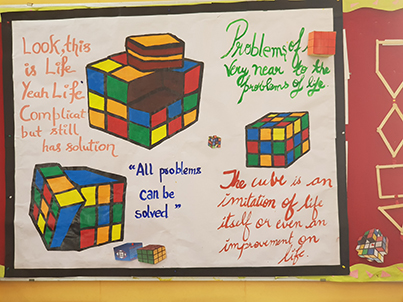 Look, this
is Life
Yeah Life
Complicat
but still
has solution
Problems of
Very near to the
problems of life
"All problems
can be
solved"
The cube is an
imitation of life
itself or even an
improvement on
life.